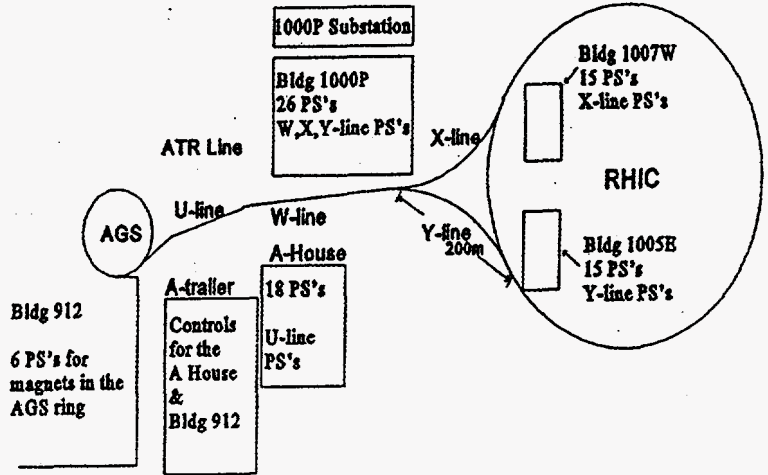 1000P Substation
Bldg 1000P
26 PS's
W,X,Y-line PS's
Bldg 1007W
15 PS's
X-line PS's
ATR Line
X-line
RHIC
U-line
W-line
AGS
Y-line
200m
Bldg 1005E
15 PS's
Y-line PS's
A-House
18 PS's
U-line
PS's
A-trailer
Controls
for the
A House
&
Bldg 912
Bldg 912
6 PS's for
magnets in the
AGS ring